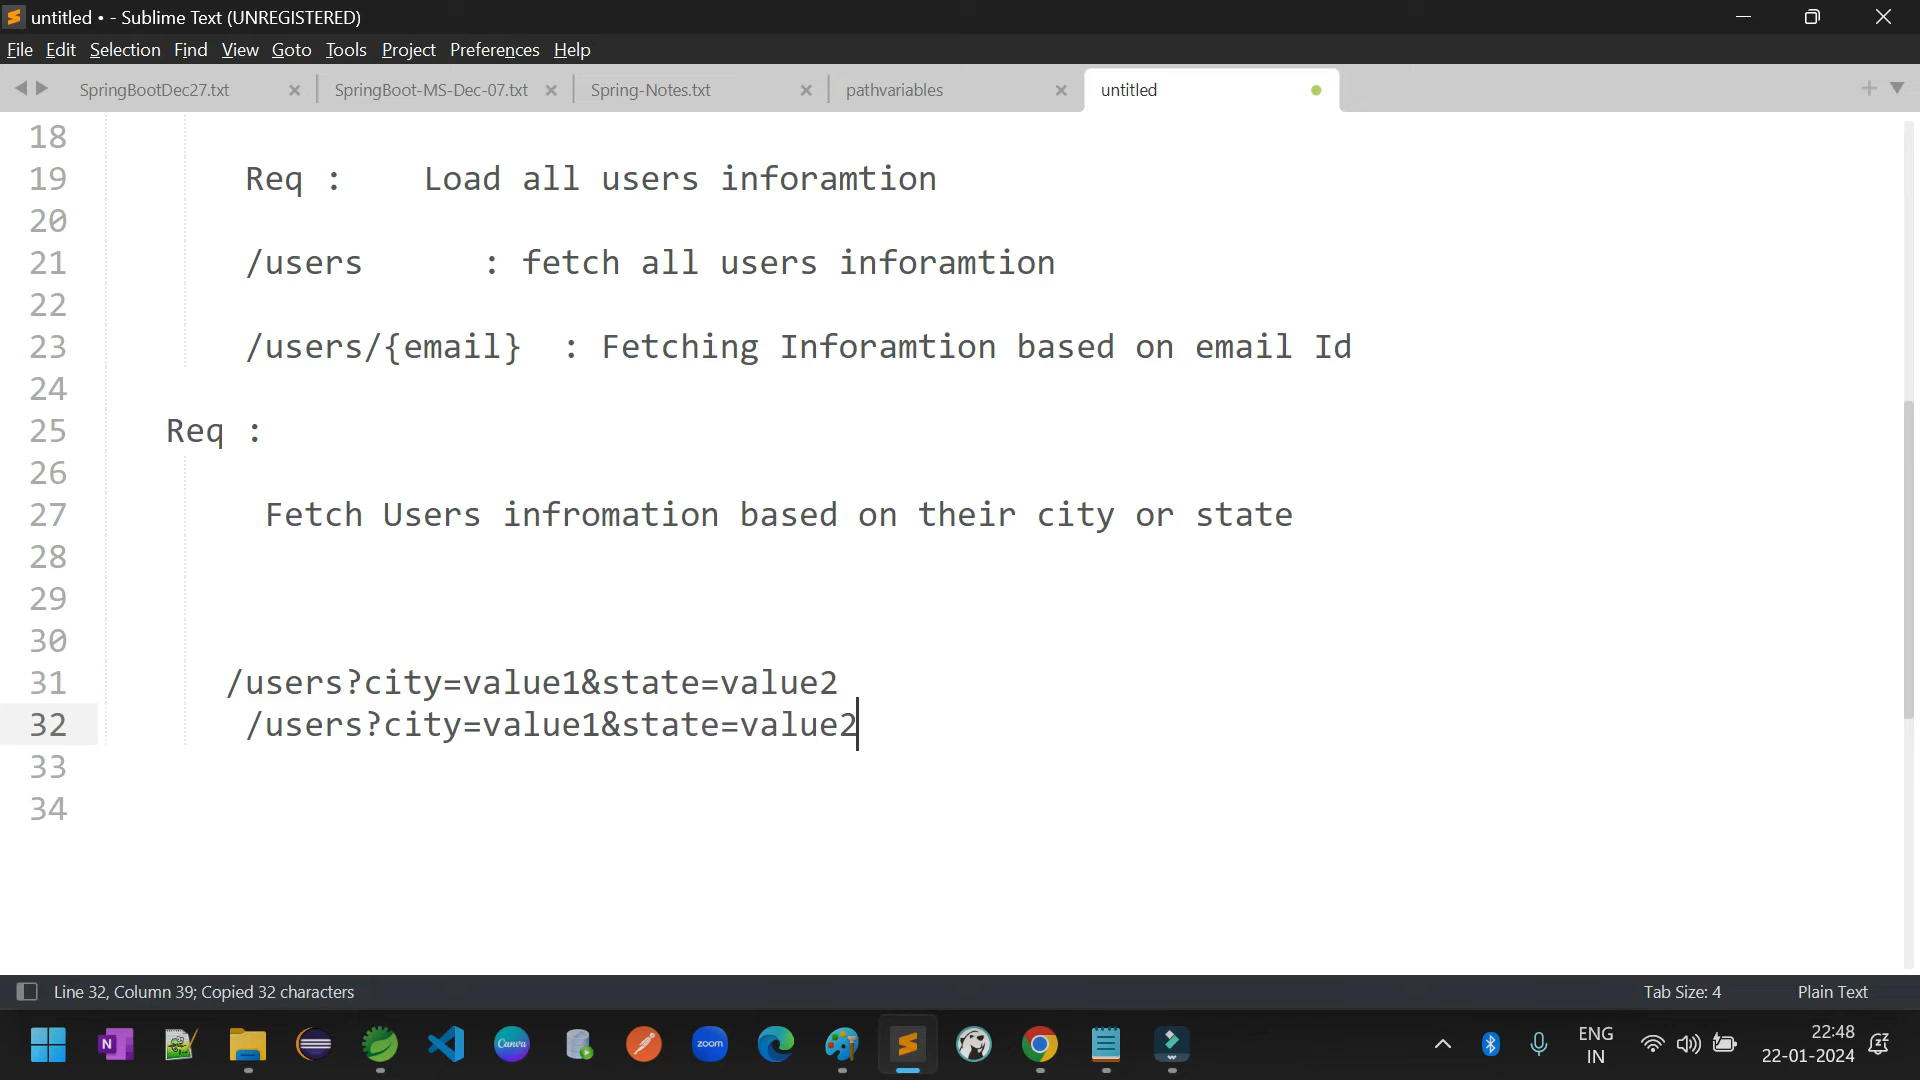 untitled • - Sublime Text (UNREGISTERED)
File Edit Selection Find View Goto Tools Project Preferences Help
SpringBootDec27.txt SpringBoot-MS-Dec-07.txt Spring-Notes.txt pathvariables untitled
18
19 Req : Load all users inforamtion
20
21 /users : fetch all users inforamtion
22
23 /users/{email} : Fetching Inforamtion based on email Id
24
25 Req :
26
27 Fetch Users infromation based on their city or state
28
29
30
31 /users?city=value1&state=value2
32 /users?city=value1&state=value2
33
34
Line 32, Column 39; Copied 32 characters Tab Size: 4 Plain Text
N Canva zoom ENG 22:48
IN 22-01-2024